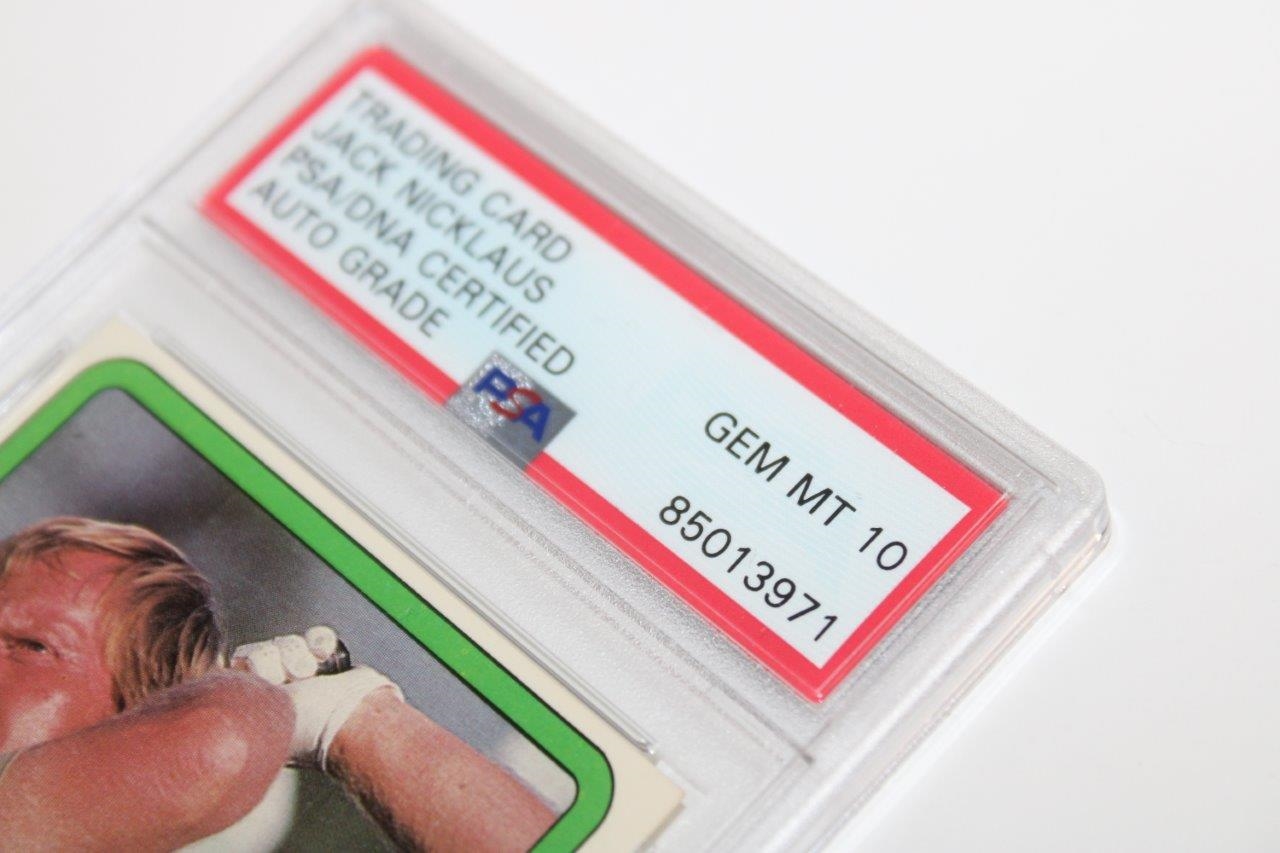 TRADING CARD
JACK NICKLAUS
PSA/DNA CERTIFIED
AUTO GRADE
PSA
GEM MT 10
85013971